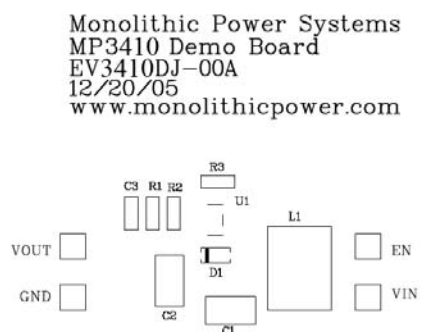 Monolithic Power Systems
MP3410 Demo Board
EV3410DJ-00A
12/20/05
www.monolithicpower.com
R3
C3 R1 R2
U1
L1
VOUT
EN
D1
GND
VIN
C2
C1